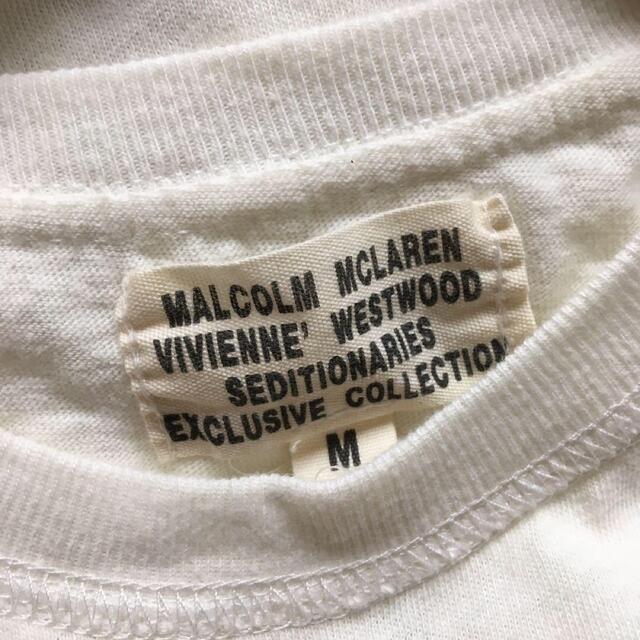 MALCOLM MCLAREN
VIVIENNE' WESTWOOD
SEDITIONARIES
EXCLUSIVE COLLECTION
M